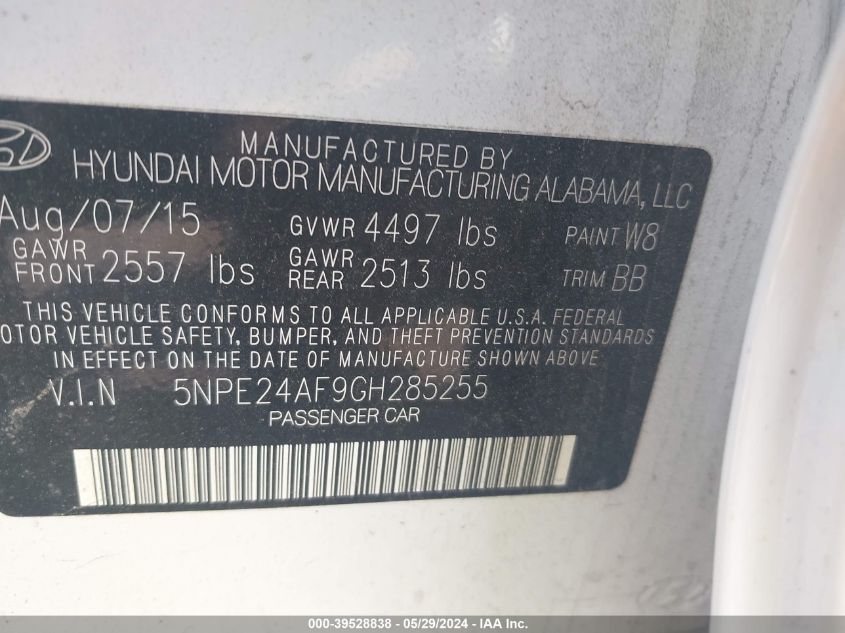 MANUFACTURED BY
HYUNDAI MOTOR MANUFACTURING ALABAMA, LLC
Aug/07/15 GVWR 4497 lbs PAINT W8
GAWR FRONT 2557 lbs GAWR REAR 2513 lbs TRIM BB
THIS VEHICLE CONFORMS TO ALL APPLICABLE U.S.A. FEDERAL
OTOR VEHICLE SAFETY, BUMPER, AND THEFT PREVENTION STANDARDS
IN EFFECT ON THE DATE OF MANUFACTURE SHOWN ABOVE.
V.I.N 5NPE24AF9GH285255
PASSENGER CAR
000-39528838 - 05/29/2024 - IAA Inc.